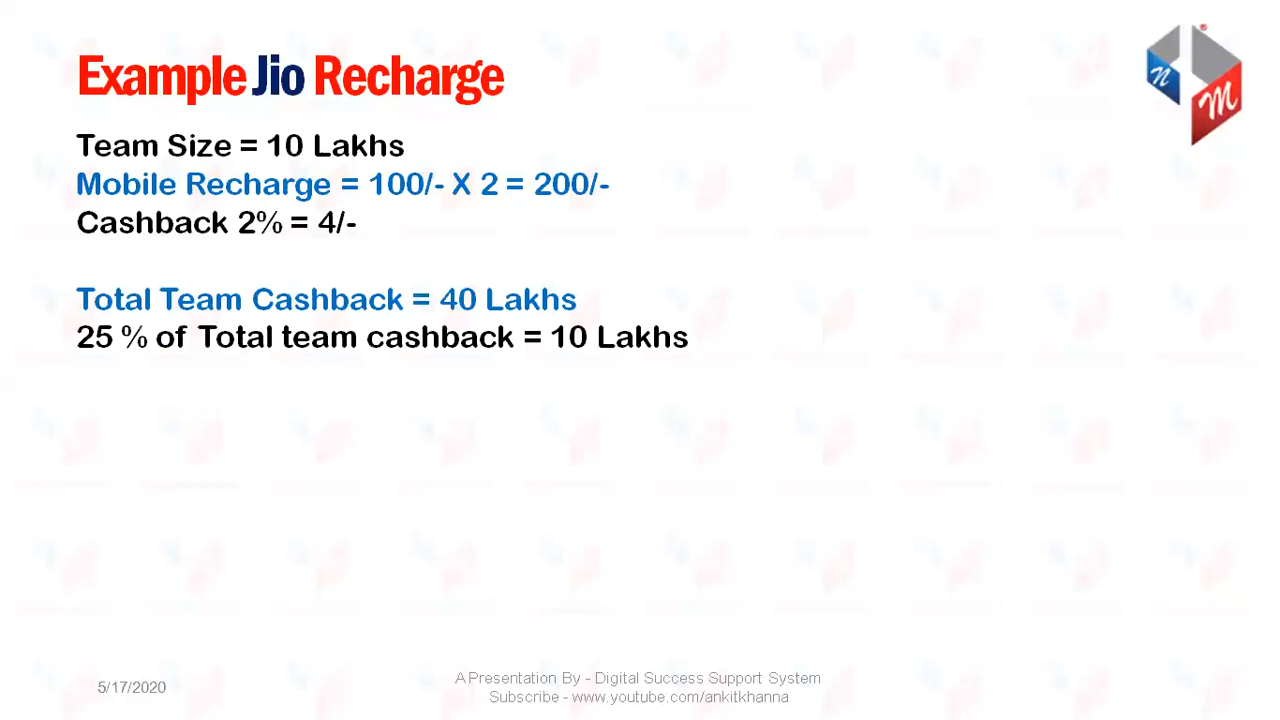 Example Jio Recharge
Team Size = 10 Lakhs
Mobile Recharge = 100/- X 2 = 200/-
Cashback 2% = 4/-
Total Team Cashback = 40 Lakhs
25 % of Total team cashback = 10 Lakhs
n
M
5/17/2020
A Presentation By - Digital Success Support System
Subscribe - www.youtube.com/ankitkhanna